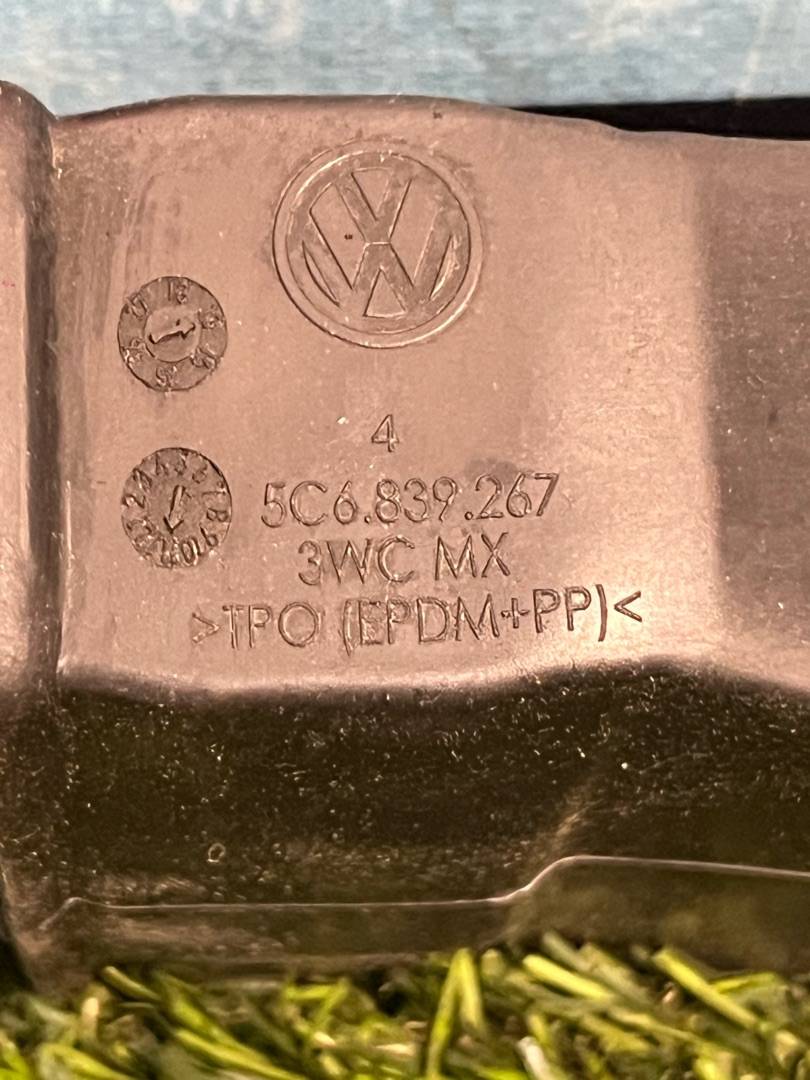 4
5C6.839.267
3WC MX
>TPO (EPDM+PP)<